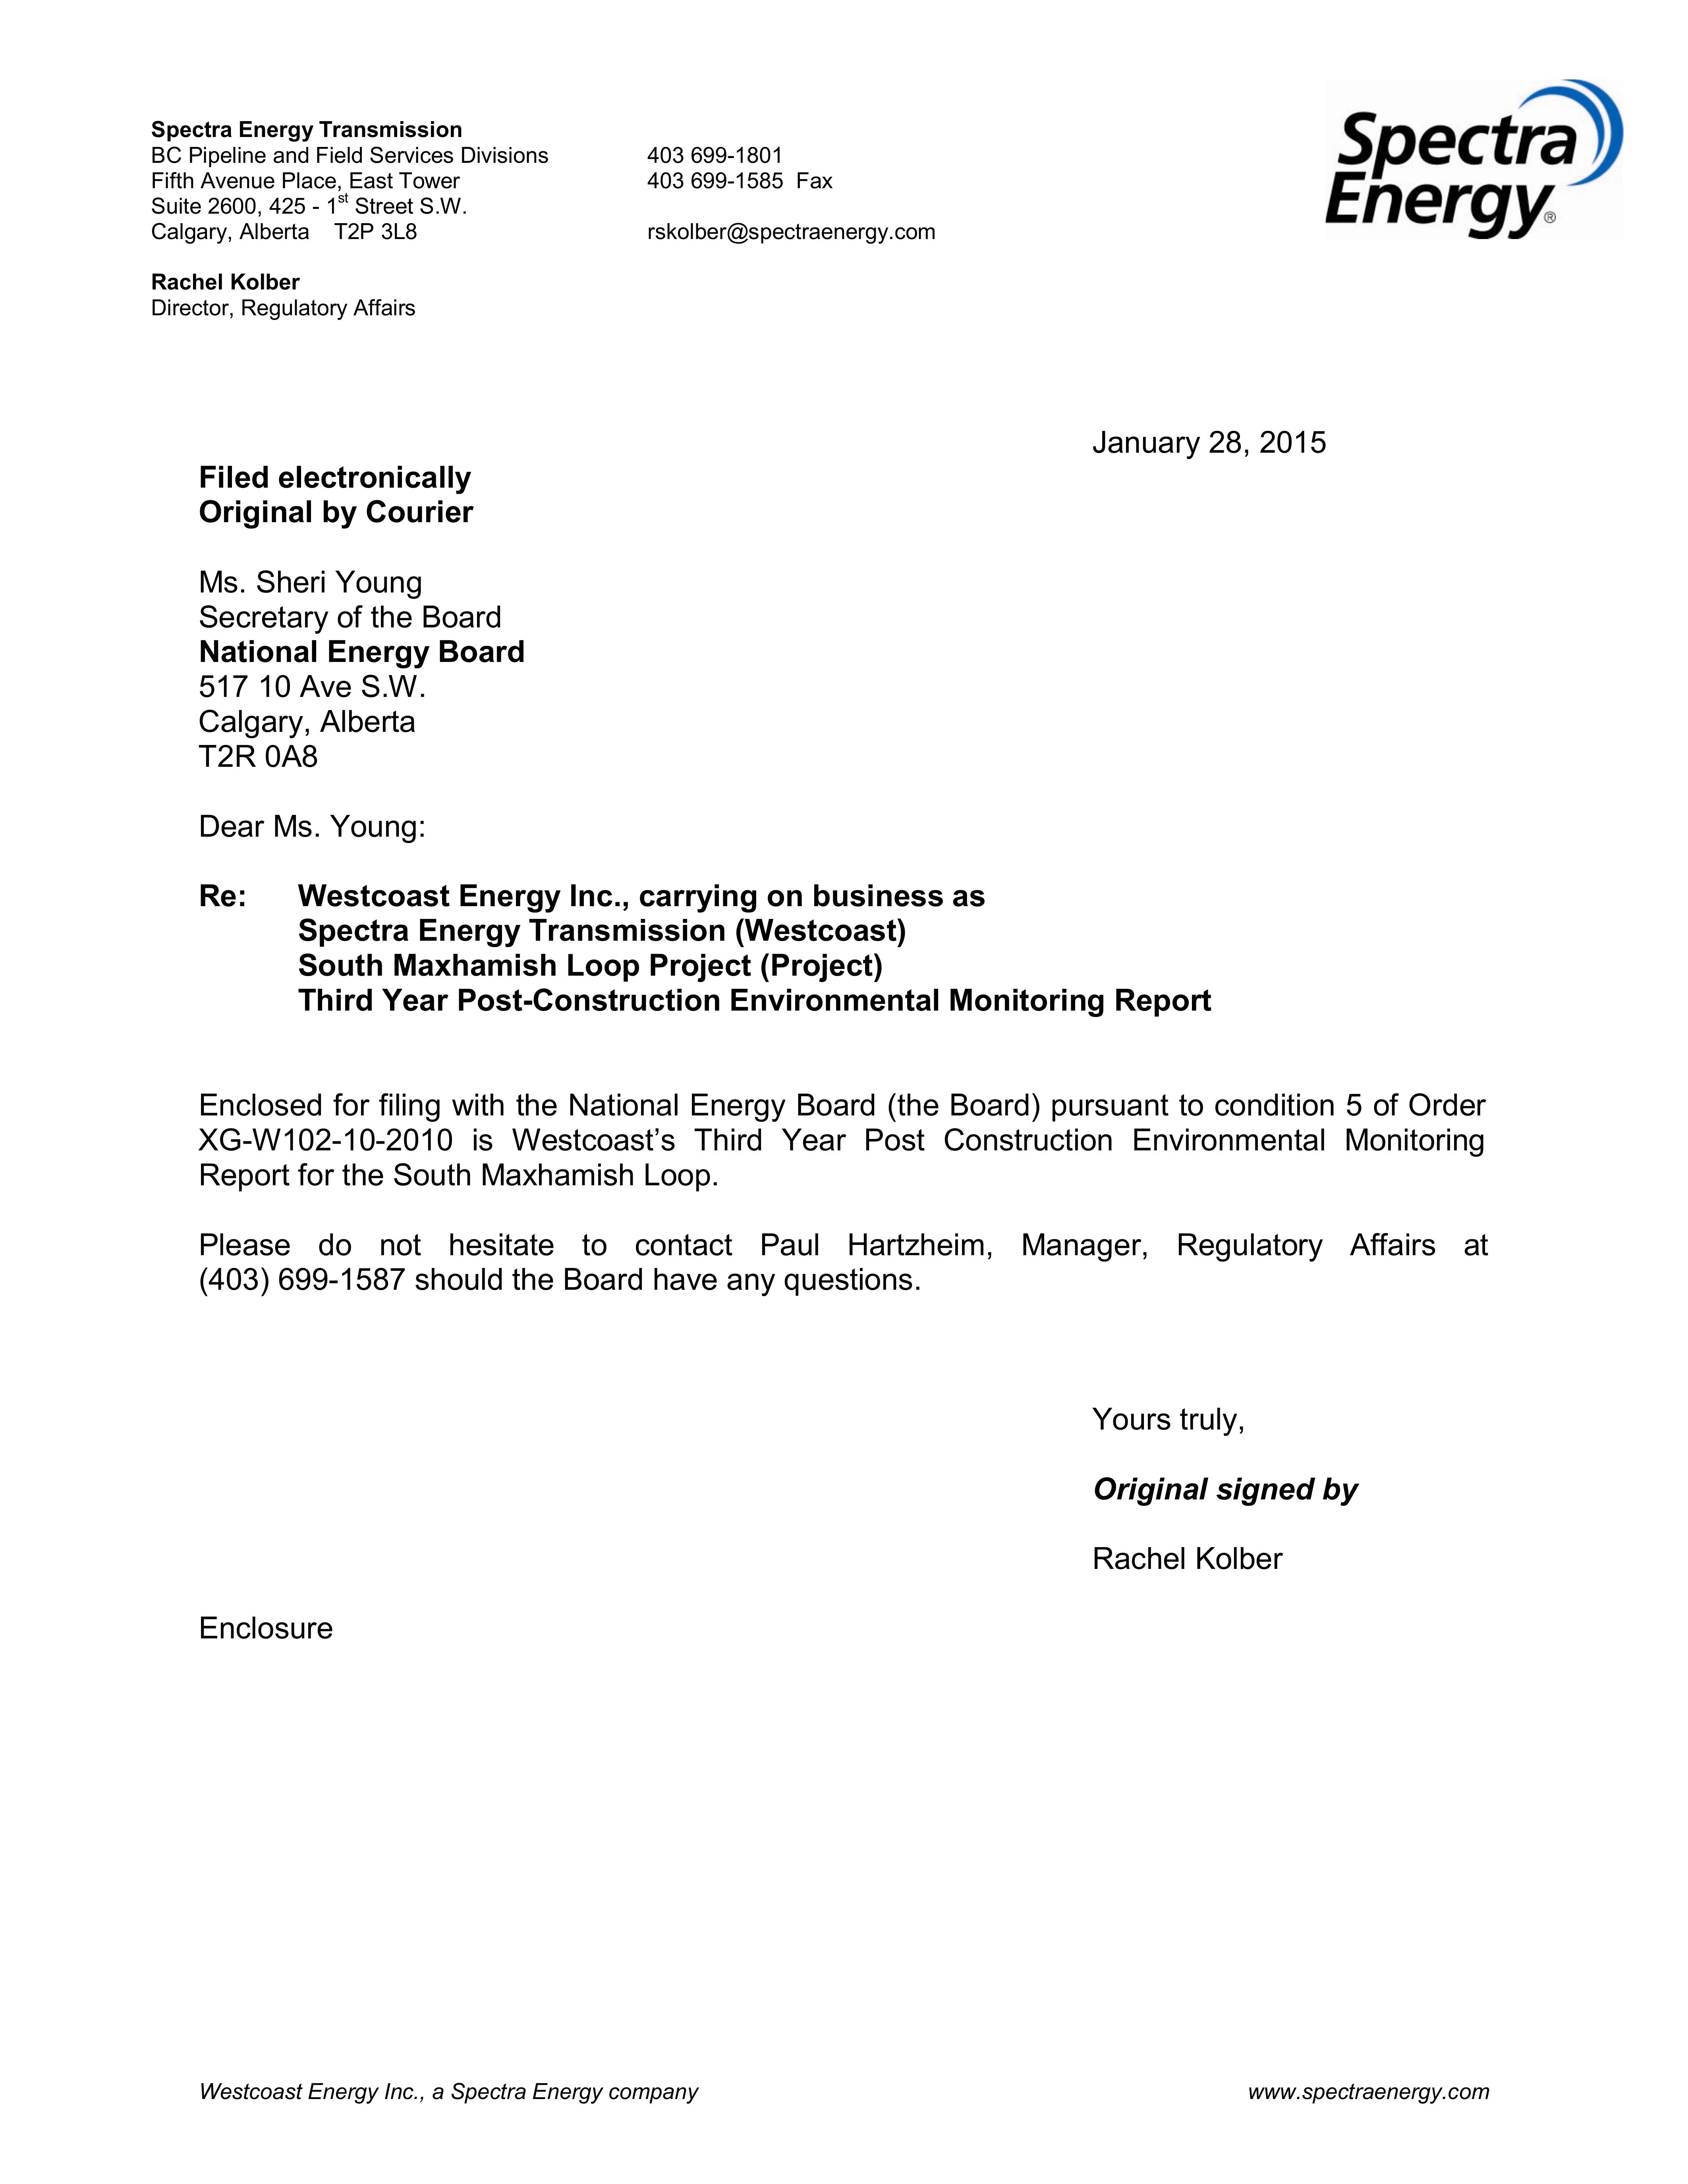 Spectra Energy Transmission
BC Pipeline and Field Services Divisions
Fifth Avenue Place, East Tower
Suite 2600, 425 - 1st Street S.W.
Calgary, Alberta T2P 3L8
403 699-1801
403 699-1585 Fax
rskolber@spectraenergy.com
Spectra
Energy®
Rachel Kolber
Director, Regulatory Affairs
January 28, 2015
Filed electronically
Original by Courier
Ms. Sheri Young
Secretary of the Board
National Energy Board
517 10 Ave S.W.
Calgary, Alberta
T2R 0A8
Dear Ms. Young:
Re: Westcoast Energy Inc., carrying on business as
Spectra Energy Transmission (Westcoast)
South Maxhamish Loop Project (Project)
Third Year Post-Construction Environmental Monitoring Report
Enclosed for filing with the National Energy Board (the Board) pursuant to condition 5 of Order
XG-W102-10-2010 is Westcoast’s Third Year Post Construction Environmental Monitoring
Report for the South Maxhamish Loop.
Please do not hesitate to contact Paul Hartzheim, Manager, Regulatory Affairs at
(403) 699-1587 should the Board have any questions.
Yours truly,
Original signed by
Rachel Kolber
Enclosure
Westcoast Energy Inc., a Spectra Energy company
www.spectraenergy.com